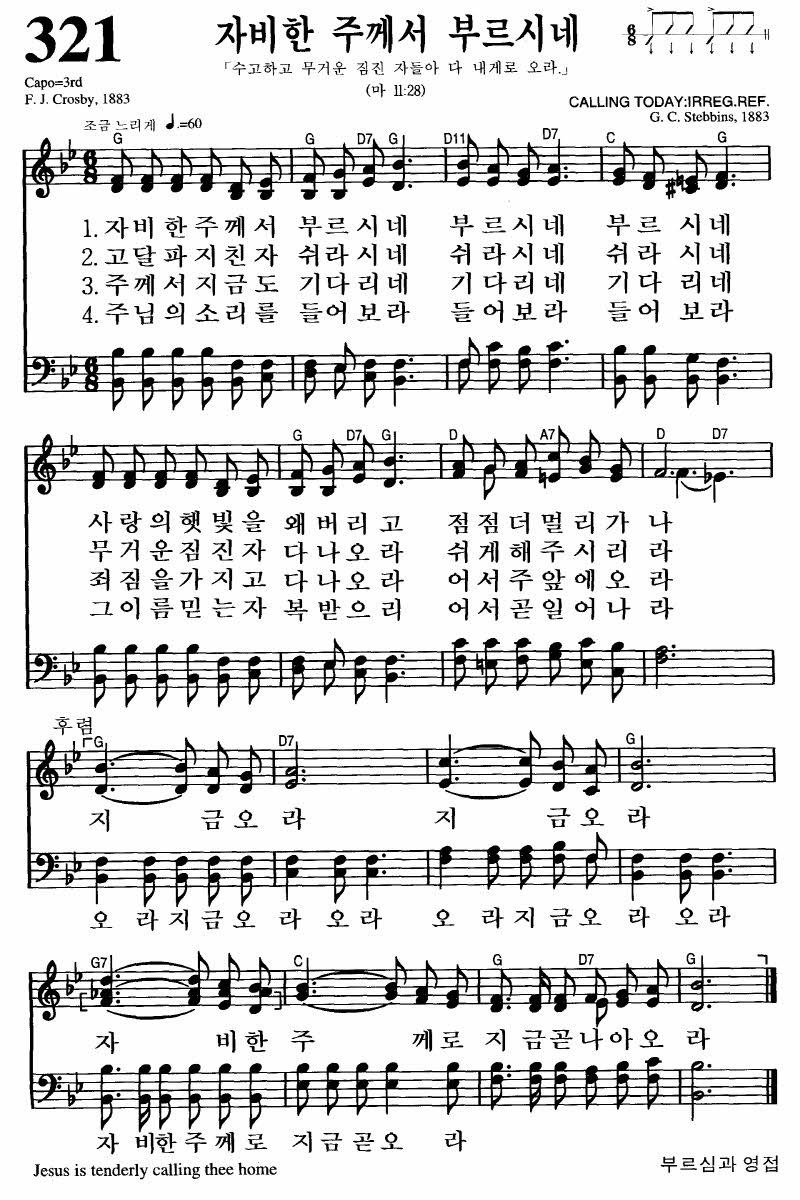 321
자비한 주께서 부르시네
「수고하고 무거운 짐진 자들아 다 내게로 오라.」
(마 11:28)
Capo=3rd
F. J. Crosby, 1883
CALLING TODAY:IRREG.REF.
G. C. Stebbins, 1883
6 8
조금 느리게 ♩.=60
G G D7 G D11 D7 C G
1. 자비한주께서 부르시네 부르시네 부르시네
2. 고달파지친자 쉬라시네 쉬라시네 쉬라시네
3. 주께서지금도 기다리네 기다리네 기다리네
4. 주님의소리를 들어보라 들어보라 들어보라
G D7 G D A7 D D7
사랑의햇빛을 왜버리고 점점더멀리가나
무거운짐진자 다나오라 쉬게해주시리라
죄짐을가지고 다나오라 어서주앞에오라
그이름믿는자 복받으리 어서곧일어나라
후렴
G D7 G
지 금오라 지 금오라
오 라지금오 라오라 오 라지금오 라오라
G7 C G D7 G
자 비한 주 께로 지금곧나아오라
자 비한주께로 지금곧오 라
Jesus is tenderly calling thee home
부르심과 영접